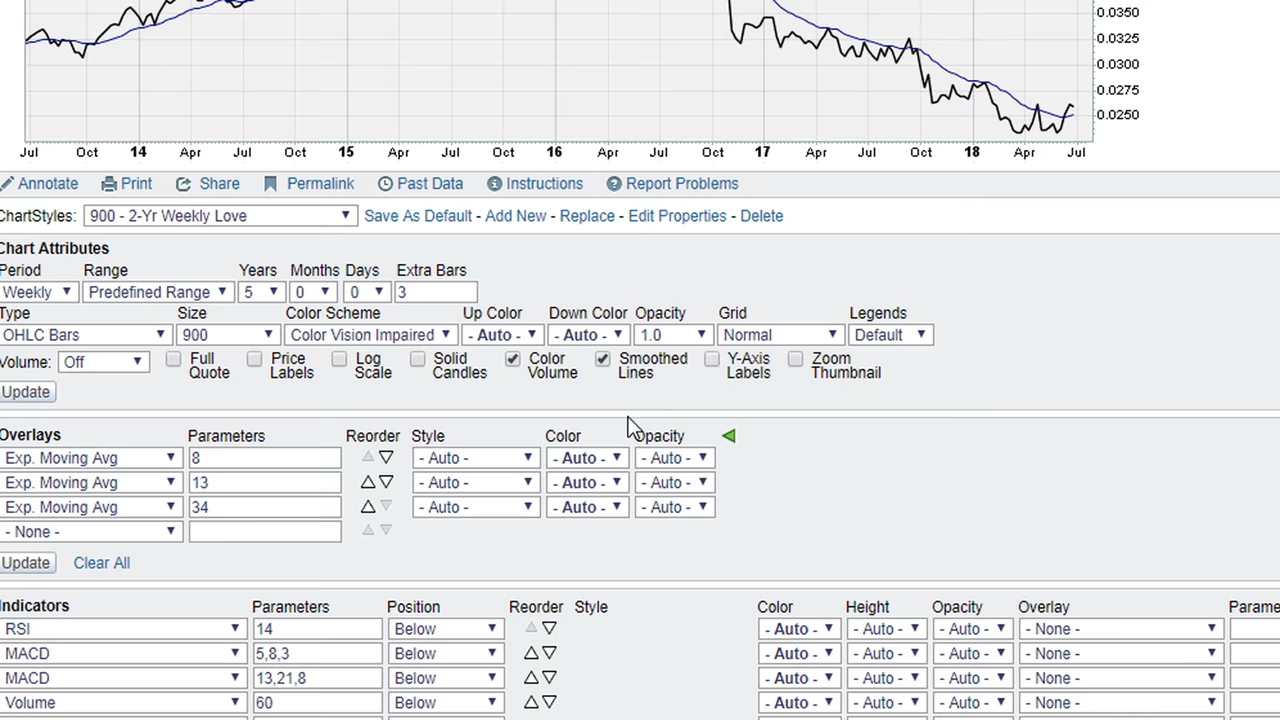 0.0350
0.0325
0.0300
0.0275
0.0250
Jul Oct 14 Apr Jul Oct 15 Apr Jul Oct 16 Apr Jul Oct 17 Apr Jul Oct 18 Apr Jul
Annotate Print Share Permalink Past Data Instructions Report Problems
ChartStyles: 900 - 2-Yr Weekly Love Save As Default - Add New - Replace - Edit Properties - Delete
Chart Attributes
Period Range Years Months Days Extra Bars
Weekly Predefined Range 5 0 0 3
Type Size Color Scheme Up Color Down Color Opacity Grid Legends
OHLC Bars 900 Color Vision Impaired - Auto - - Auto - 1.0 Normal Default
Volume: Off Full Quote Price Labels Log Scale Solid Candles Color Volume Smoothed Lines Y-Axis Labels Zoom Thumbnail
Update
Overlays Parameters Reorder Style Color Opacity
Exp. Moving Avg 8 - Auto - - Auto - - Auto -
Exp. Moving Avg 13 - Auto - - Auto - - Auto -
Exp. Moving Avg 34 - Auto - - Auto - - Auto -
- None -
Update Clear All
Indicators Parameters Position Reorder Style Color Height Opacity Overlay Parame
RSI 14 Below - Auto - - Auto - - Auto - - None -
MACD 5,8,3 Below - Auto - - Auto - - Auto - - None -
MACD 13,21,8 Below - Auto - - Auto - - Auto - - None -
Volume 60 Below - Auto - - Auto - - Auto - - None -